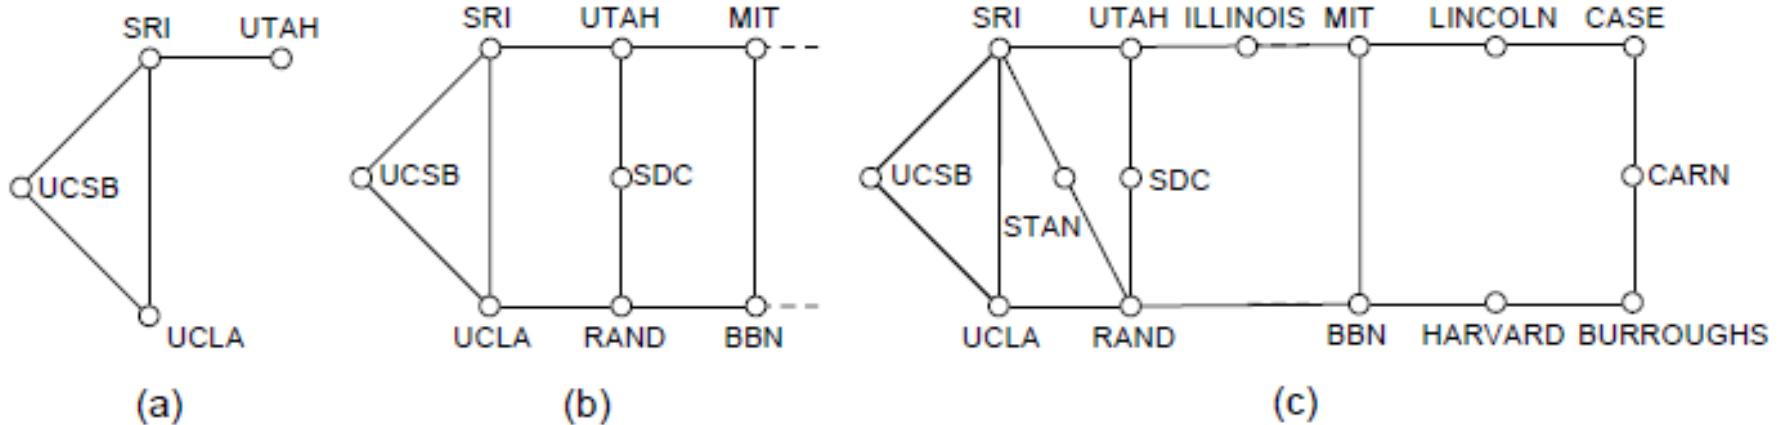 SRI UTAH
UCSB
UCLA
(a)
SRI UTAH MIT
UCSB SDC
UCLA RAND BBN
(b)
SRI UTAH ILLINOIS MIT LINCOLN CASE
UCSB SDC CARN
STAN
UCLA RAND BBN HARVARD BURROUGHS
(c)